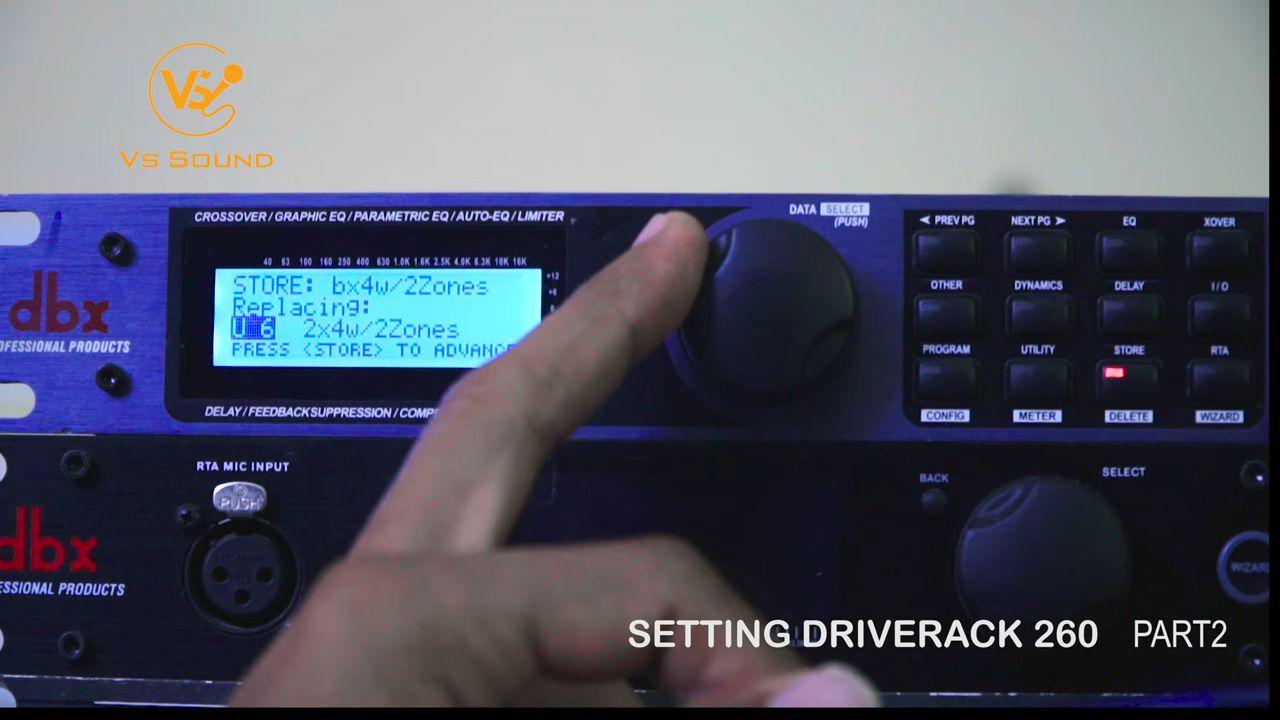 VS
Vs Sound
CROSSOVER / GRAPHIC EQ / PARAMETRIC EQ / AUTO-EQ / LIMITER
40 63 100 160 250 400 630 1.0K 1.6K 2.5K 4.0K 6.3K 10K 16K
+12
+6
STORE: bx4w/2Zones
Replacing:
2x4w/2Zones
PRESS <STORE> TO ADVANCE
DELAY / FEEDBACK SUPPRESSION /
dbx
PROFESSIONAL PRODUCTS
DATA SELECT
(PUSH)
PREV PG NEXT PG EQ XOVER
OTHER DYNAMICS DELAY I/O
PROGRAM UTILITY STORE RTA
CONFIG METER DELETE WIZARD
RTA MIC INPUT
PUSH
dbx
PRODUCTS
BACK
SELECT
WIZARD
SETTING DRIVERACK 260 PART2